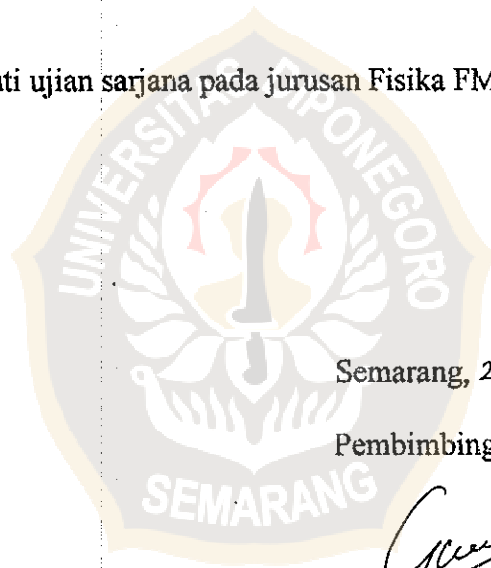 ti ujian sarjana pada jurusan Fisika FM
UNIVERSITAS DIPONEGORO
Semarang, 2
Pembimbing
SEMARANG